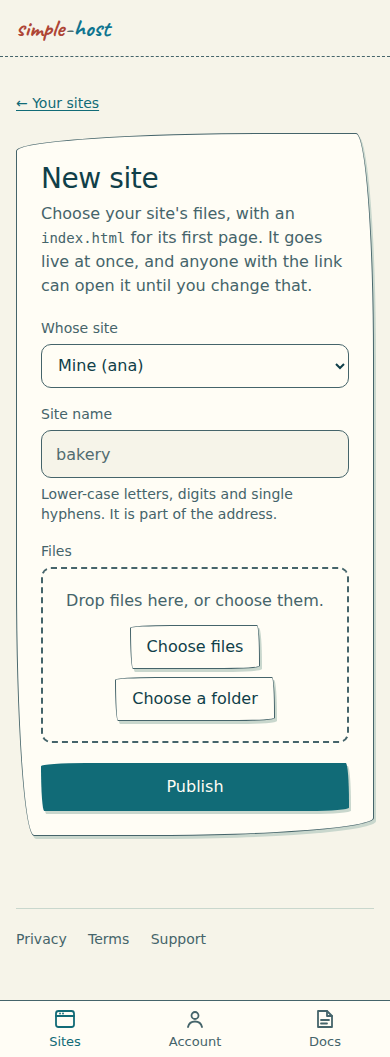 simple-host
← Your sites
New site
Choose your site's files, with an
index.html for its first page. It goes
live at once, and anyone with the link
can open it until you change that.
Whose site
Mine (ana)
Site name
bakery
Lower-case letters, digits and single
hyphens. It is part of the address.
Files
Drop files here, or choose them.
Choose files
Choose a folder
Publish
Privacy Terms Support
Sites Account Docs